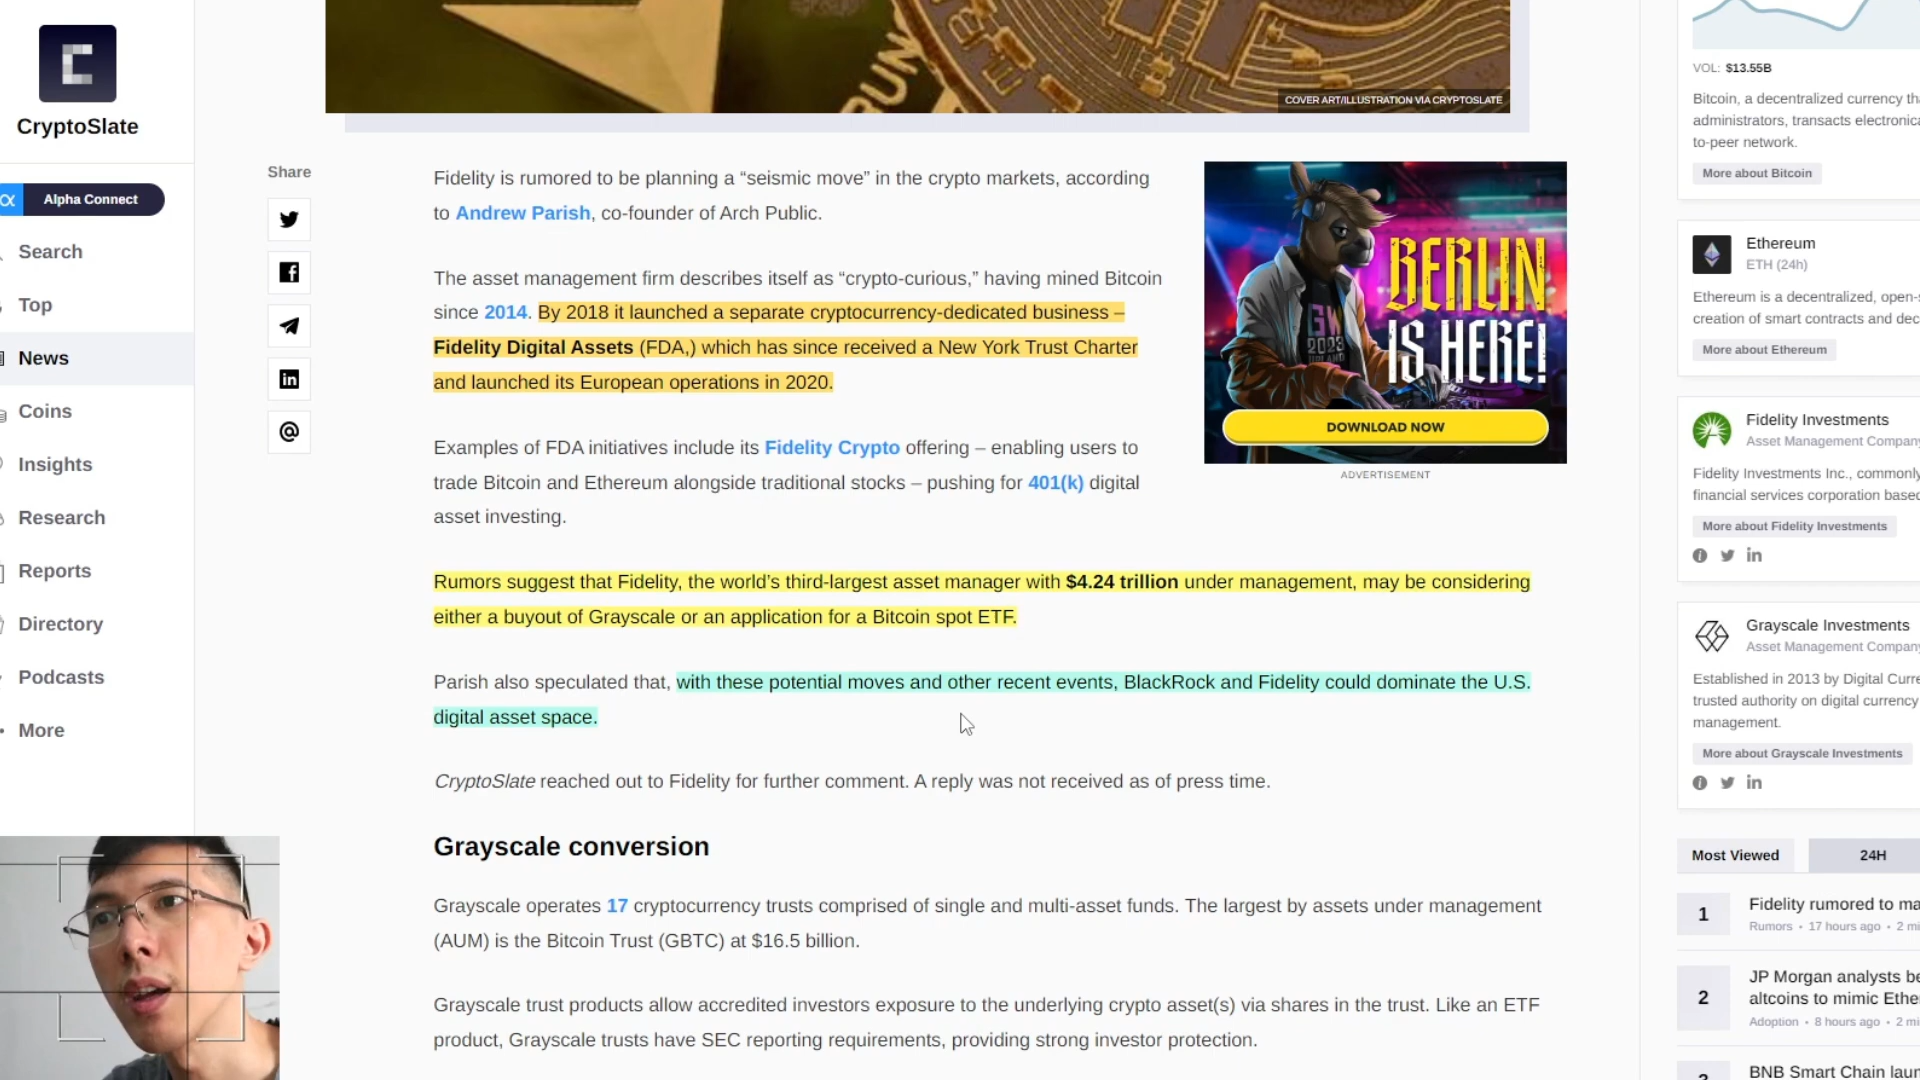 CryptoSlate
Alpha Connect
Search
Top
News
Coins
Insights
Research
Reports
Directory
Podcasts
More
RUN
COVER ART/ILLUSTRATION VIA CRYPTOSLATE
Share
Fidelity is rumored to be planning a “seismic move” in the crypto markets, according
to Andrew Parish, co-founder of Arch Public.
The asset management firm describes itself as “crypto-curious,” having mined Bitcoin
since 2014. By 2018 it launched a separate cryptocurrency-dedicated business –
Fidelity Digital Assets (FDA,) which has since received a New York Trust Charter
and launched its European operations in 2020.
Examples of FDA initiatives include its Fidelity Crypto offering – enabling users to
trade Bitcoin and Ethereum alongside traditional stocks – pushing for 401(k) digital
asset investing.
Rumors suggest that Fidelity, the world’s third-largest asset manager with $4.24 trillion under management, may be considering
either a buyout of Grayscale or an application for a Bitcoin spot ETF.
Parish also speculated that, with these potential moves and other recent events, BlackRock and Fidelity could dominate the U.S.
digital asset space.
CryptoSlate reached out to Fidelity for further comment. A reply was not received as of press time.
Grayscale conversion
Grayscale operates 17 cryptocurrency trusts comprised of single and multi-asset funds. The largest by assets under management
(AUM) is the Bitcoin Trust (GBTC) at $16.5 billion.
Grayscale trust products allow accredited investors exposure to the underlying crypto asset(s) via shares in the trust. Like an ETF
product, Grayscale trusts have SEC reporting requirements, providing strong investor protection.
BERLIN
IS HERE!
GW
2023
DOWNLOAD NOW
ADVERTISEMENT
VOL: $13.55B
Bitcoin, a decentralized currency
administrators, transacts
to-peer network.
More about Bitcoin
Ethereum
ETH (24h)
Ethereum is a decentralized,
creation of smart contracts and
More about Ethereum
Fidelity Investments
Asset Management Company
Fidelity Investments Inc., commonly
financial services corporation
More about Fidelity Investments
Grayscale Investments
Asset Management Company
Established in 2013 by Digital
trusted authority on digital currency
management.
More about Grayscale Investments
Most Viewed
24H
1
Fidelity rumored to
Rumors • 17 hours ago • 2
2
JP Morgan analysts
altcoins to mimic
Adoption • 8 hours ago • 2
BNB Smart Chain